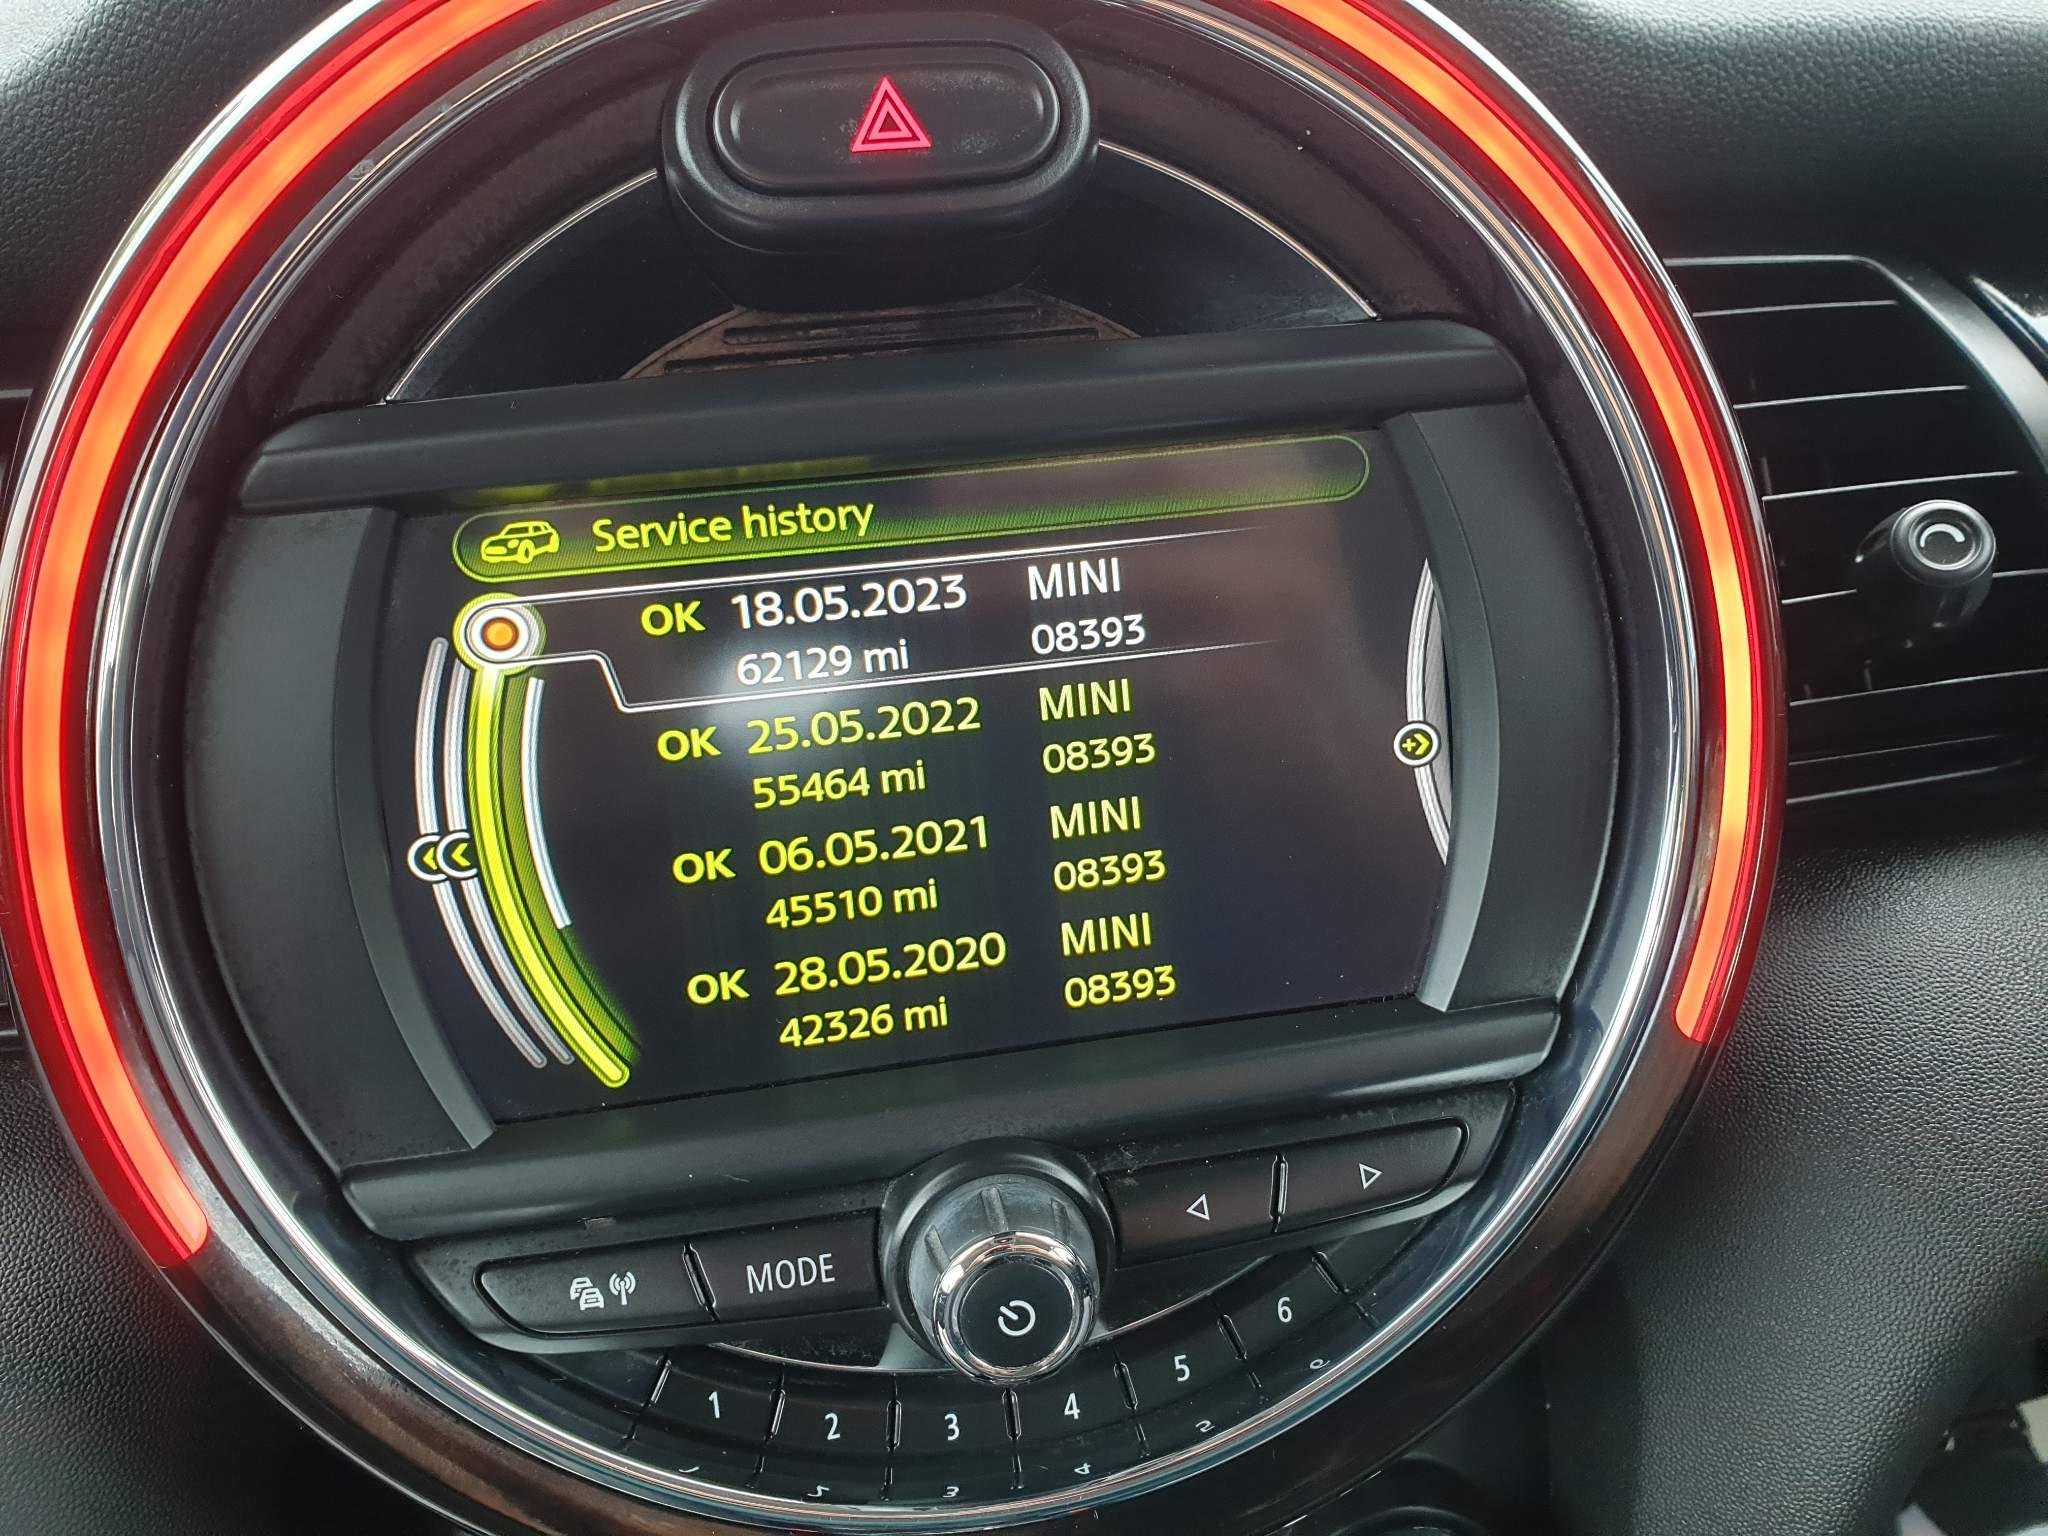 Service history
OK 18.05.2023 MINI
62129 mi 08393
OK 25.05.2022 MINI
55464 mi 08393
OK 06.05.2021 MINI
45510 mi 08393
OK 28.05.2020 MINI
42326 mi 08393
MODE
1 2 3 4 5 6